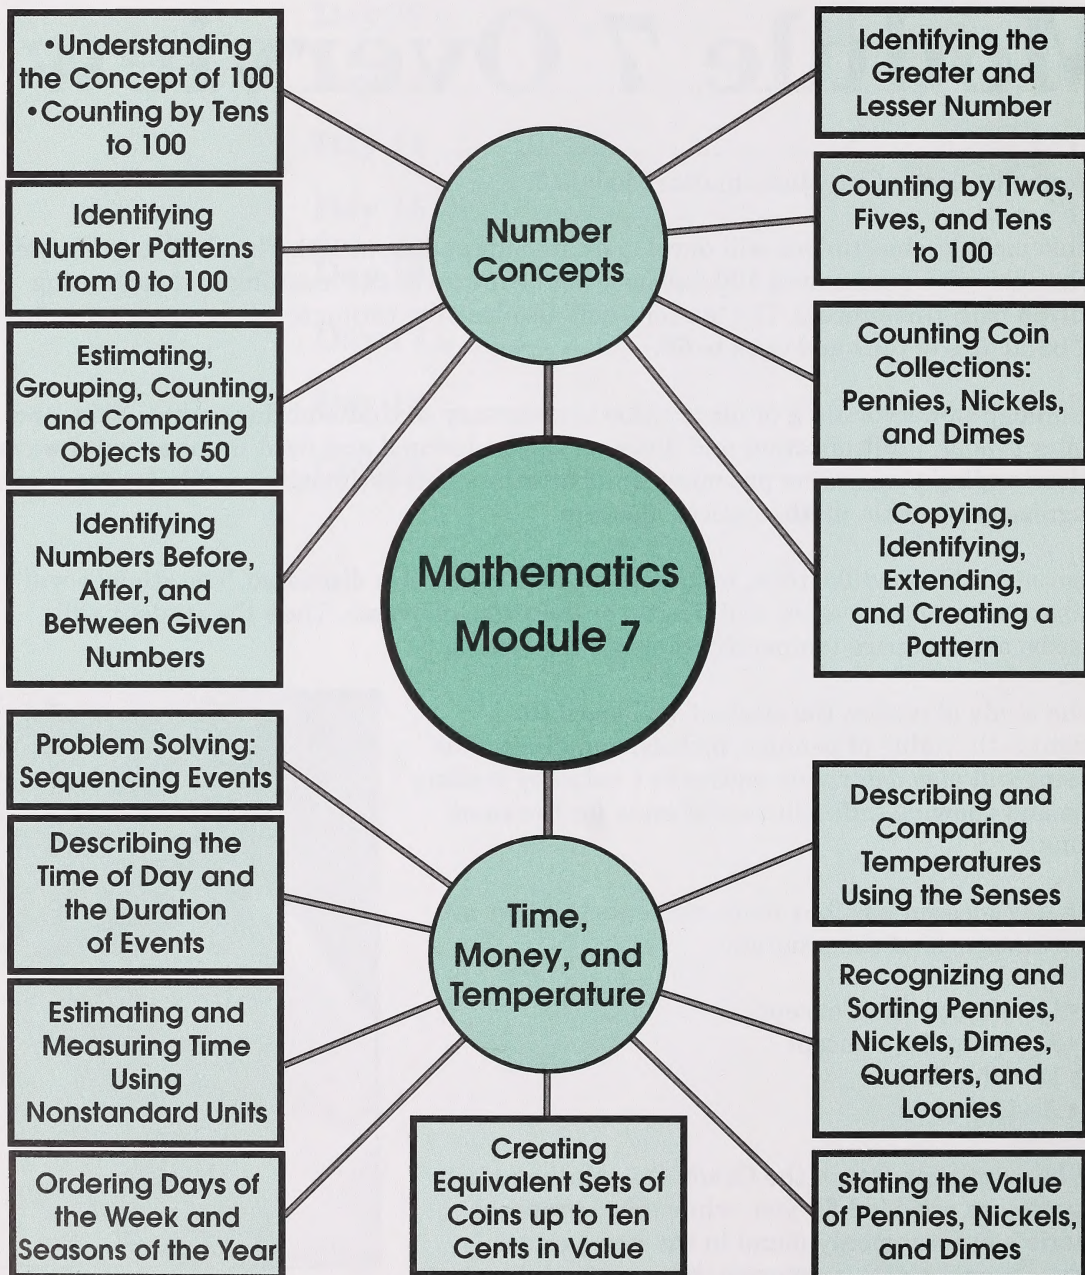 •Understanding
the Concept of 100
•Counting by Tens
to 100
Identifying
Number Patterns
from 0 to 100
Estimating,
Grouping, Counting,
and Comparing
Objects to 50
Identifying
Numbers Before,
After, and
Between Given
Numbers
Number
Concepts
Identifying the
Greater and
Lesser Number
Counting by Twos,
Fives, and Tens
to 100
Counting Coin
Collections:
Pennies, Nickels,
and Dimes
Copying,
Identifying,
Extending,
and Creating a
Pattern
Mathematics
Module 7
Problem Solving:
Sequencing Events
Describing the
Time of Day and
the Duration
of Events
Estimating and
Measuring Time
Using
Nonstandard Units
Ordering Days of
the Week and
Seasons of the Year
Time,
Money, and
Temperature
Creating
Equivalent Sets of
Coins up to Ten
Cents in Value
Describing and
Comparing
Temperatures
Using the Senses
Recognizing and
Sorting Pennies,
Nickels, Dimes,
Quarters, and
Loonies
Stating the Value
of Pennies, Nickels,
and Dimes